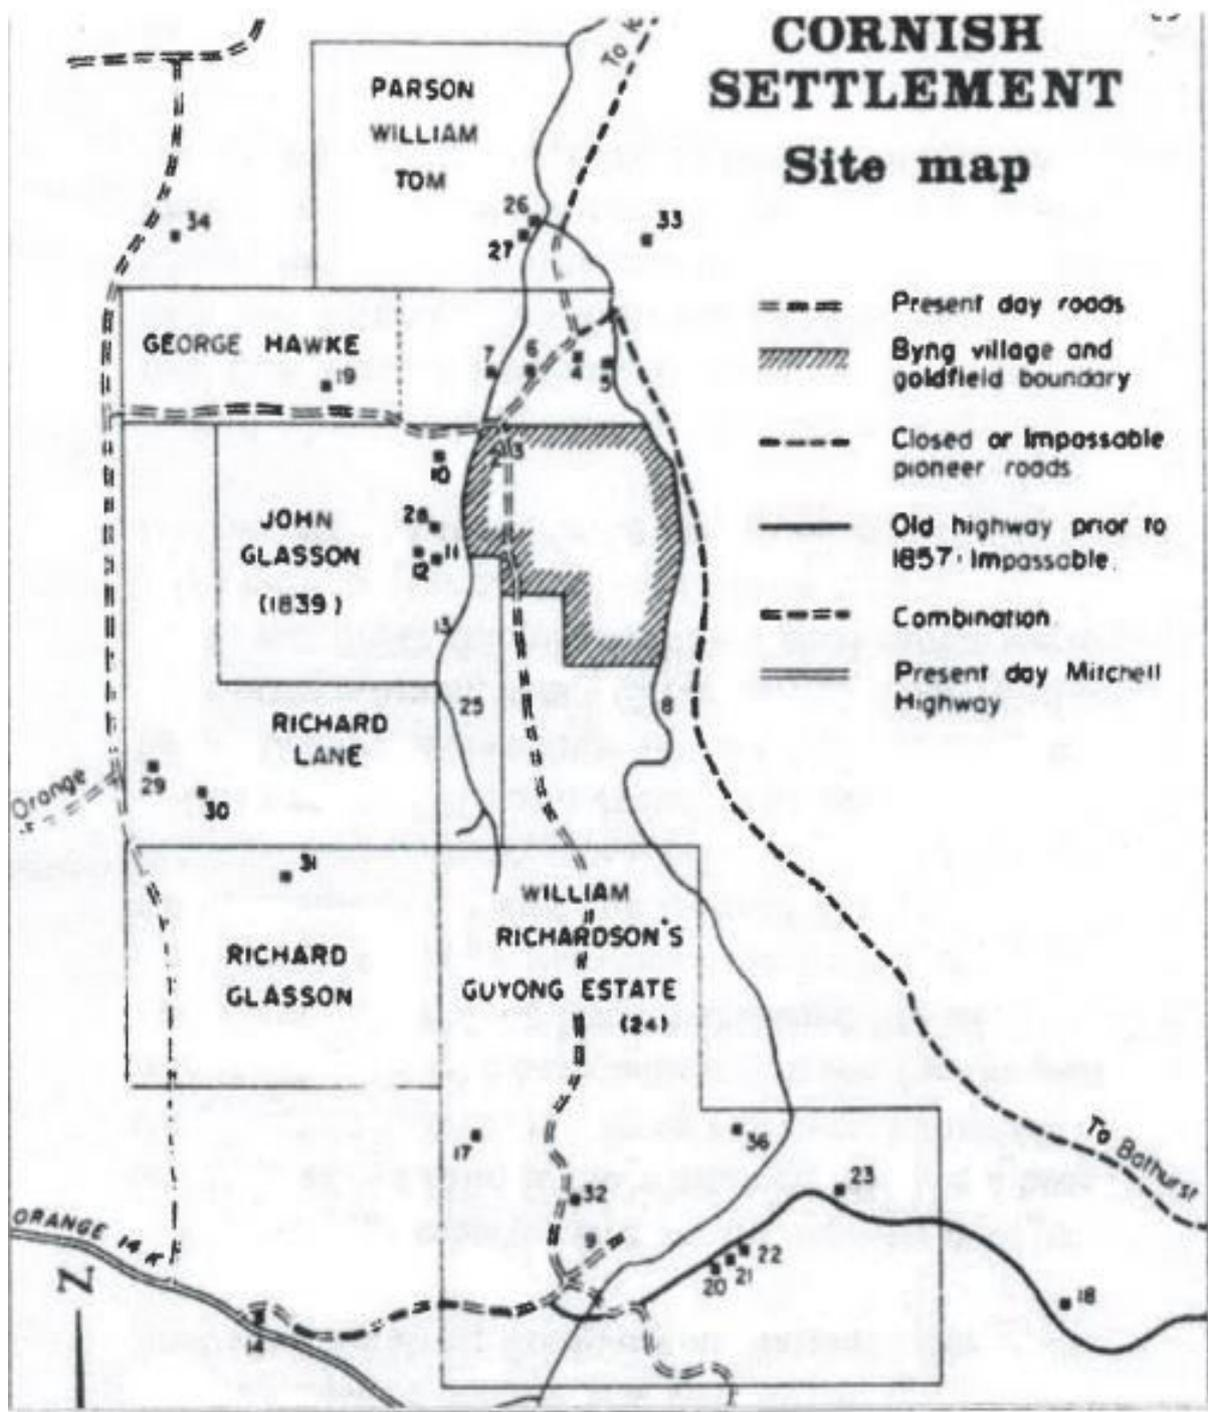 CORNISH
SETTLEMENT
Site map
Present day roads
Byng village and
goldfield boundary
Closed or Impassable
pioneer roads.
Old highway prior to
1857 · Impassable.
Combination.
Present day Mitchell
Highway
To
PARSON
WILLIAM
TOM
34
26
27
33
GEORGE HAWKE
19
7
6
4
5
2
3
10
JOHN
GLASSON
(1839)
28
11
12
13
25
8
RICHARD
LANE
Orange
29
30
31
WILLIAM
RICHARDSON'S
GUYONG ESTATE
(24)
RICHARD
GLASSON
17
36
To Bathurst
23
32
ORANGE 14 K
9
22
21
20
18
Z
14